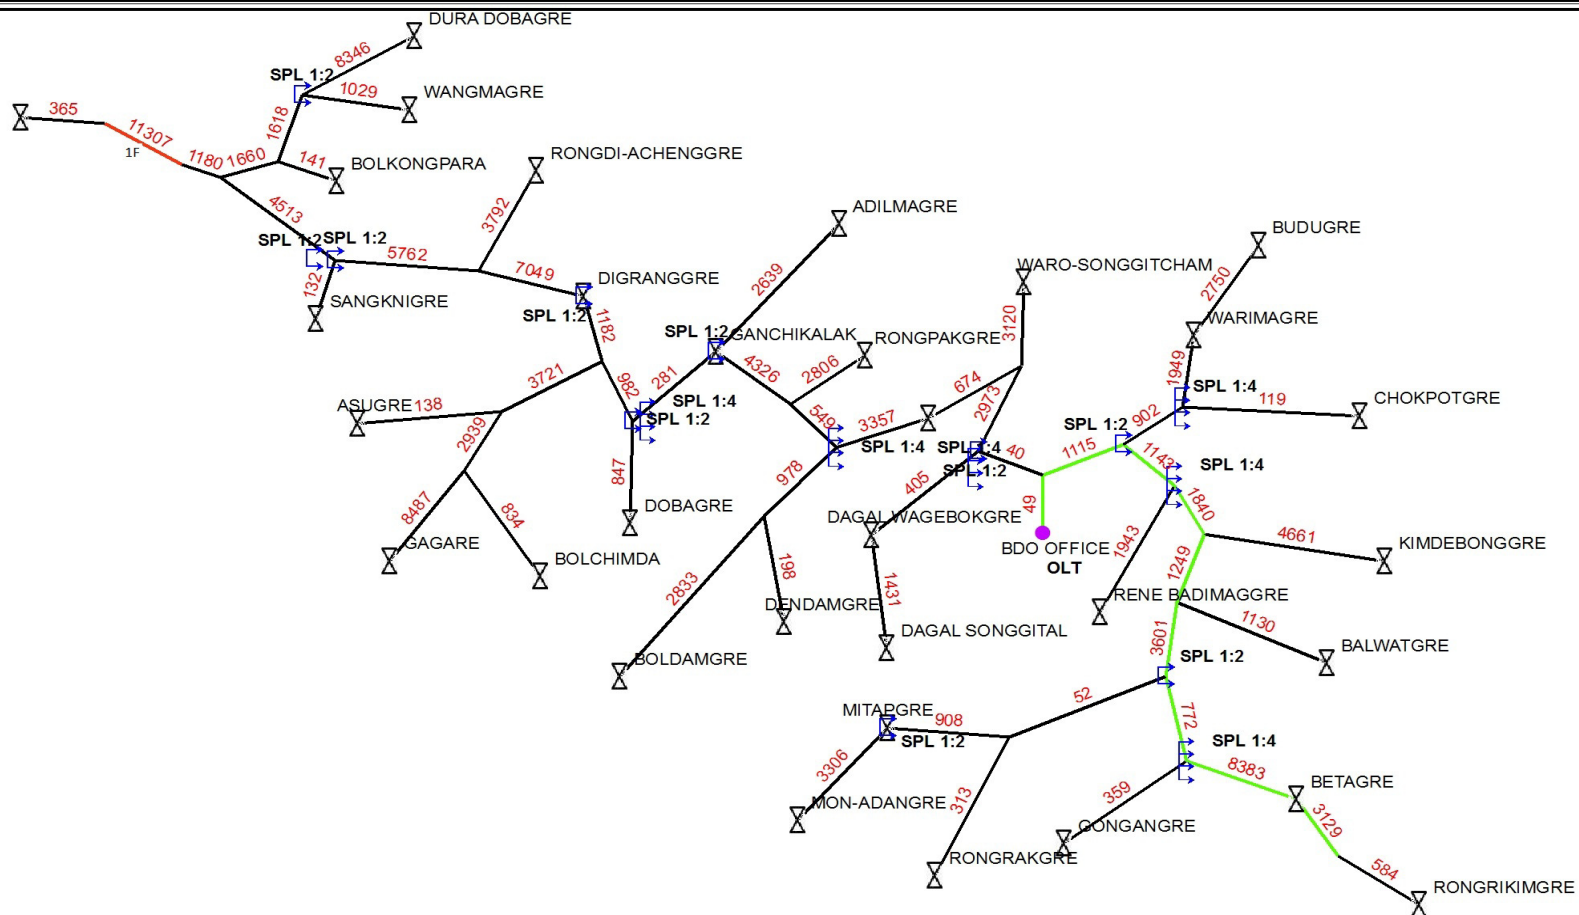 DURA DOBAGRE
8346
SPL 1:2
1029
WANGMAGRE
365
11307
1F
1618
1180
1660
141
BOLKONGPARA
RONGDI-ACHENGGRE
3792
4513
SPL 1:2
SPL 1:2
5762
132
SANGKNIGRE
7049
DIGRANGGRE
SPL 1:2
1182
ADILMAGRE
2639
SPL 1:2
GANCHIKALAK
RONGPAKGRE
4326
2806
281
982
3721
SPL 1:4
SPL 1:2
ASUGRE
138
2939
847
DOBAGRE
8487
834
GAGARE
BOLCHIMDA
549
3357
SPL 1:4
978
674
WARO-SONGGITCHAM
3120
2973
SPL 1:4
SPL 1:2
40
405
DAGAL WAGEBOKGRE
1431
DAGAL SONGGITAL
198
DENDAMGRE
2833
BOLDAMGRE
BUDUGRE
2750
WARIMAGRE
1949
SPL 1:4
119
CHOKPOTGRE
902
SPL 1:2
1115
49
BDO OFFICE
OLT
1143
SPL 1:4
1840
1943
RENE BADIMAGGRE
4661
KIMDEBONGGRE
1249
1130
BALWATGRE
3601
SPL 1:2
52
772
MITAPGRE
908
SPL 1:2
3306
MON-ADANGRE
313
RONGRAKGRE
SPL 1:4
359
GONGANGRE
8383
BETAGRE
3129
584
RONGRIKIMGRE